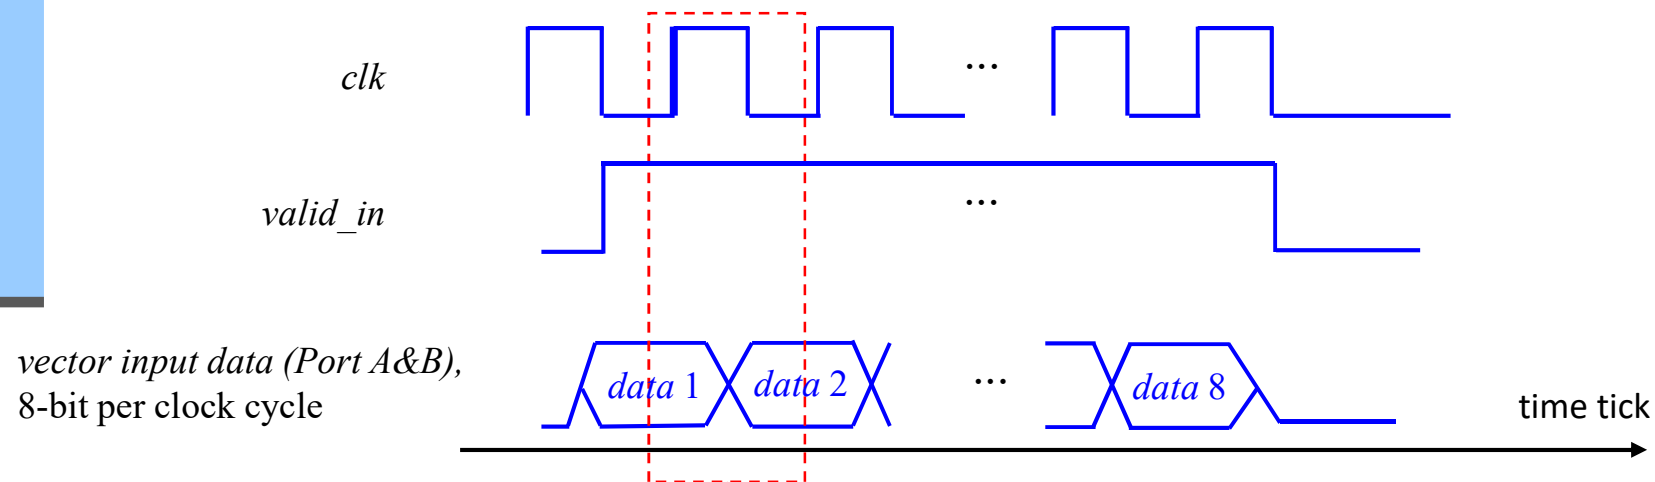 clk
...
valid_in
...
vector input data (Port A&B),
8-bit per clock cycle
data 1
data 2
...
data 8
time tick